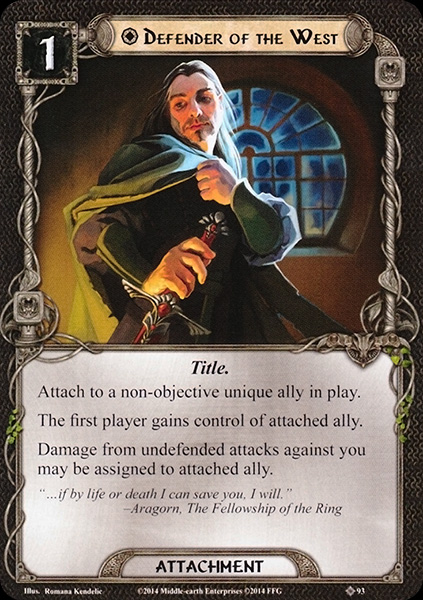 1
DEFENDER OF THE WEST
Title.
Attach to a non-objective unique ally in play.
The first player gains control of attached ally.
Damage from undefended attacks against you
may be assigned to attached ally.
“…if by life or death I can save you, I will.”
–Aragorn, The Fellowship of the Ring
ATTACHMENT
Illus. Romana Kendelic ©2014 Middle-earth Enterprises ©2014 FFG 93